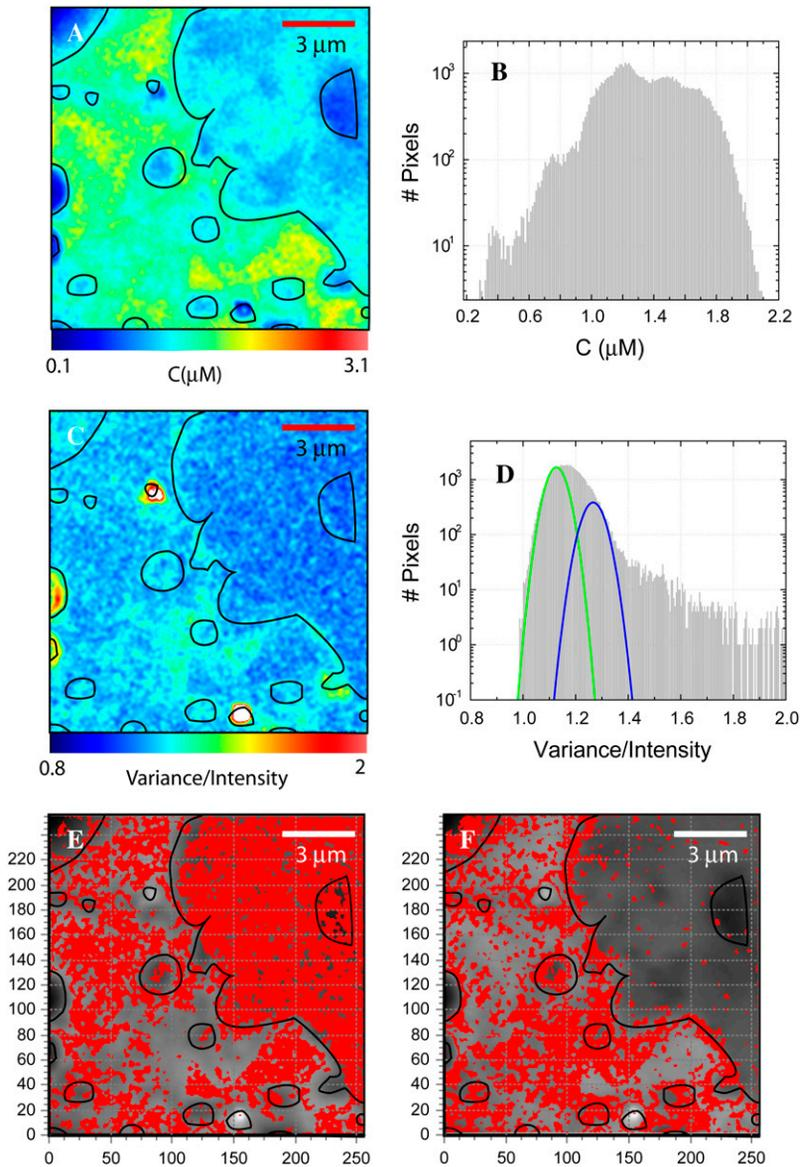 A
3 μm
0.1
3.1
C(μM)
B
# Pixels
10³
10²
10¹
0.2 0.6 1.0 1.4 1.8 2.2
C (μM)
C
3 μm
0.8
2
Variance/Intensity
D
# Pixels
10³
10²
10¹
10⁰
10⁻¹
0.8 1.0 1.2 1.4 1.6 1.8 2.0
Variance/Intensity
E
3 μm
220
200
180
160
140
120
100
80
60
40
20
0
0 50 100 150 200 250
F
3 μm
220
200
180
160
140
120
100
80
60
40
20
0
0 50 100 150 200 250